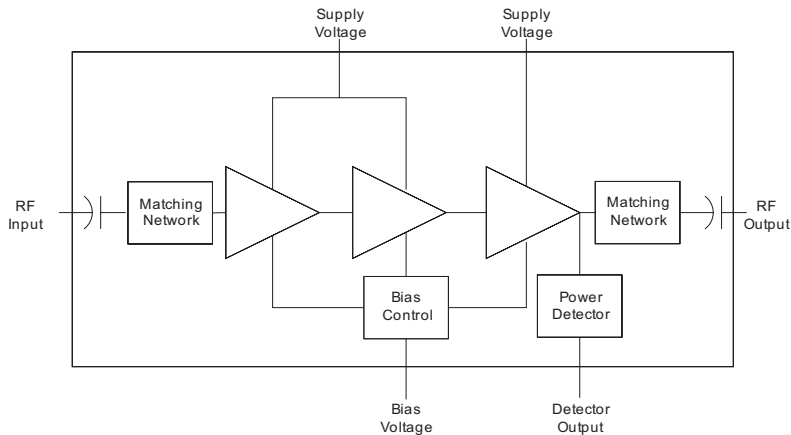 Supply
Voltage
Supply
Voltage
RF
Input
Matching
Network
Matching
Network
RF
Output
Bias
Control
Power
Detector
Bias
Voltage
Detector
Output